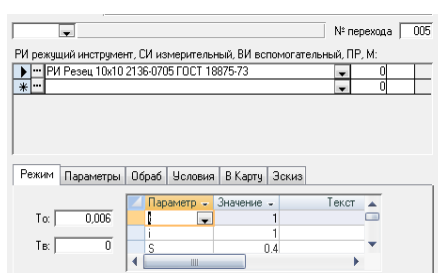 № перехода 005
РИ режущий инструмент, СИ измерительный, ВИ вспомогательный, ПР, М:
РИ Резец 10x10 2136-0705 ГОСТ 18875-73 0
0
Режим Параметры Обраб Условия В Карту Эскиз
Параметр Значение Текст
1
То: 0,006
i 1
Тв: 0
S 0.4